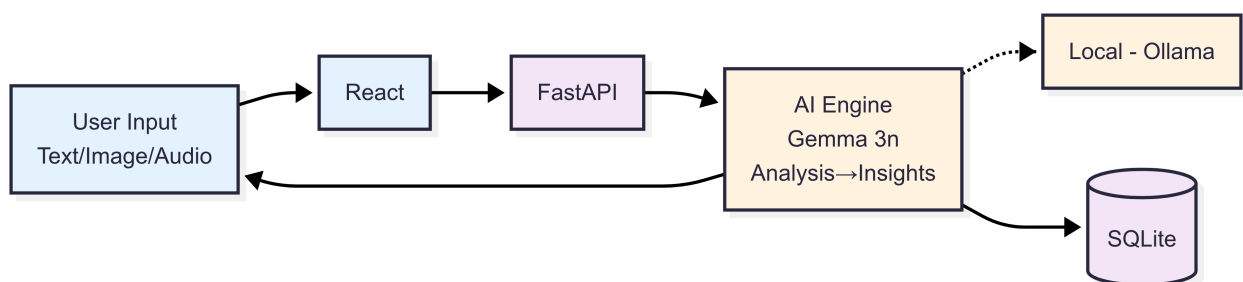 User Input
Text/Image/Audio
React
FastAPI
AI Engine
Gemma 3n
Analysis→Insights
Local - Ollama
SQLite